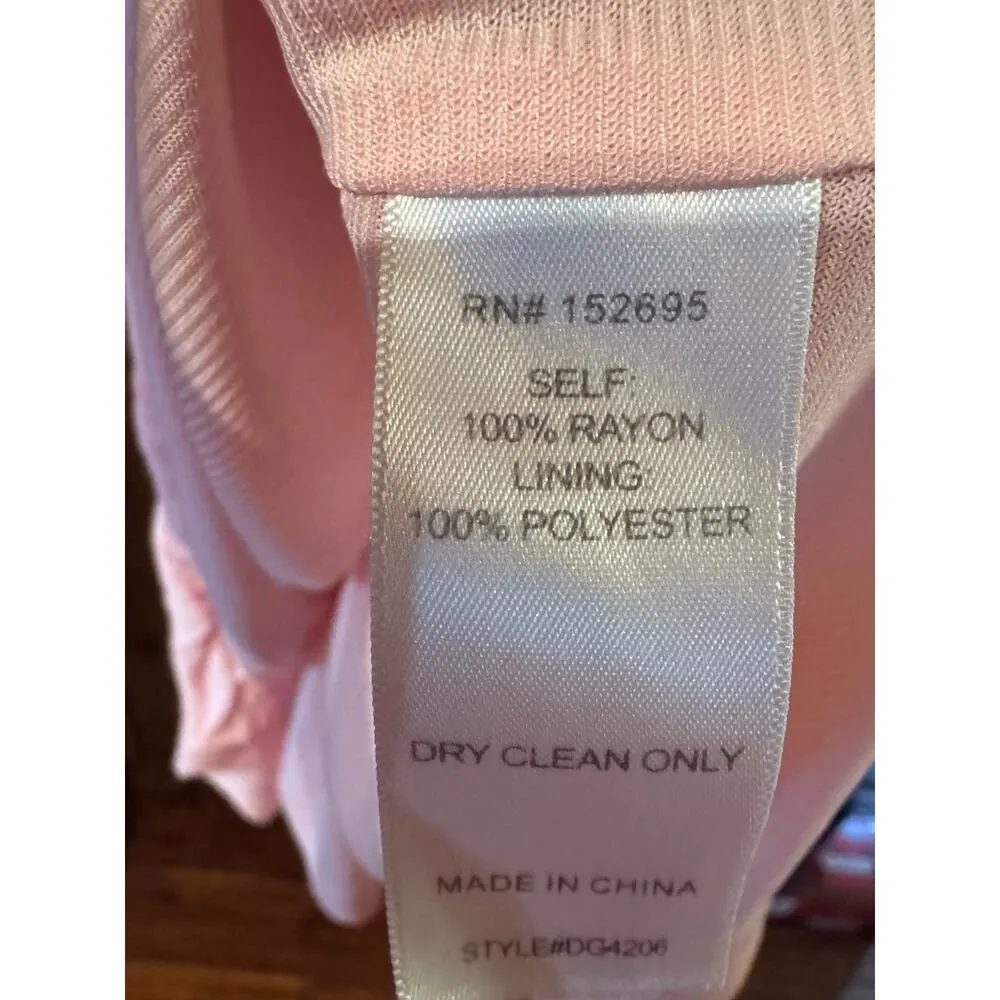 RN# 152695
SELF:
100% RAYON
LINING:
100% POLYESTER
DRY CLEAN ONLY
MADE IN CHINA
STYLE#DG4206